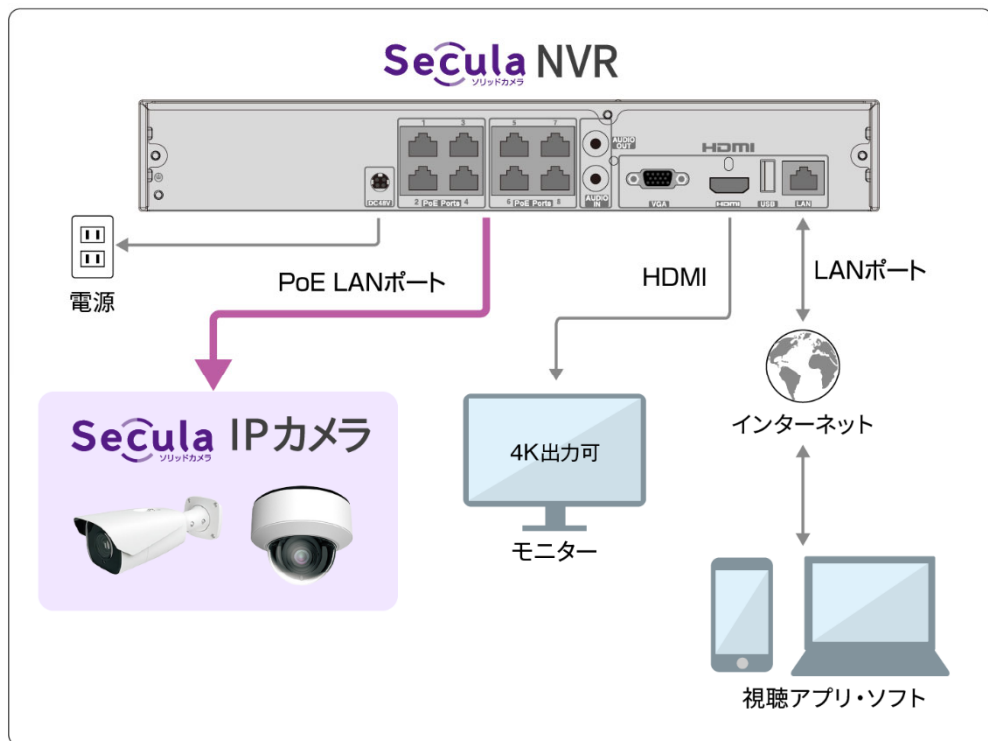 Secula NVR
ソリッドカメラ
1 3 5 7
AUDIO OUT
HDMI
DC48V
2 PoE Ports 4
6 PoE Ports 8
AUDIO IN
VGA
HDMI
USB
LAN
電源
PoE LANポート
HDMI
LANポート
Secula IPカメラ
ソリッドカメラ
4K出力可
モニター
インターネット
視聴アプリ・ソフト